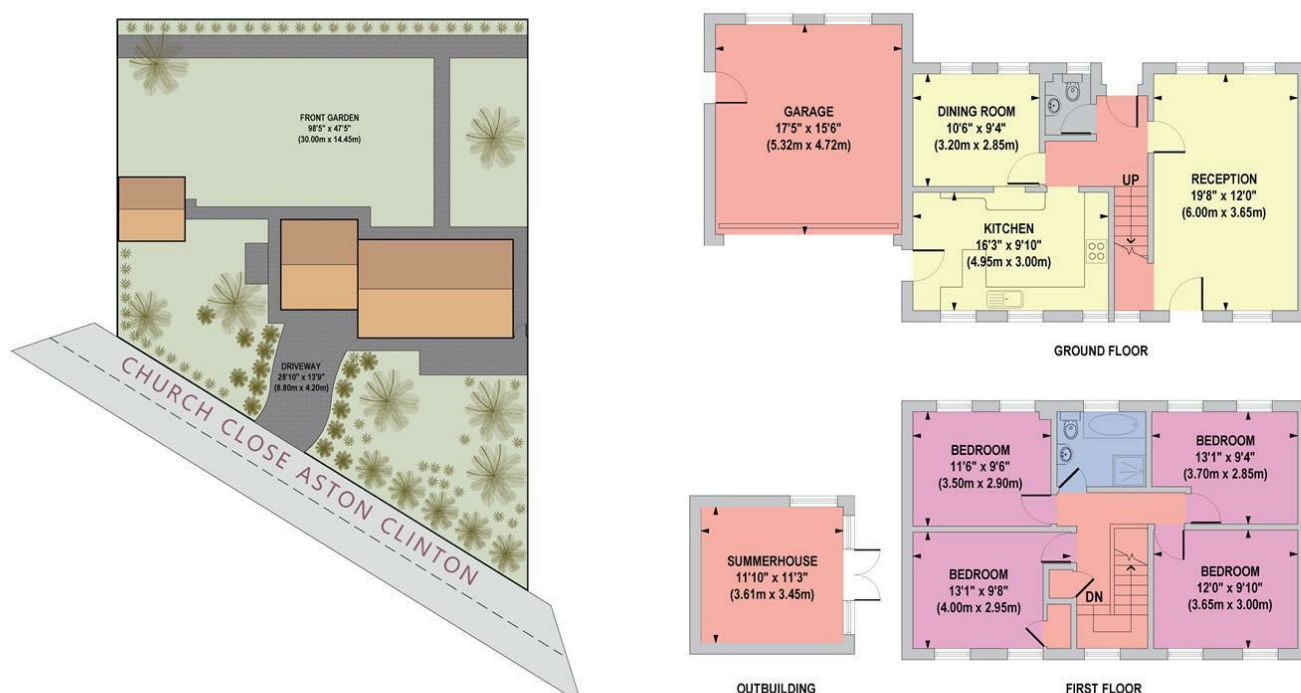 FRONT GARDEN
98'5" x 47'5"
(30.00m x 14.45m)
DRIVEWAY
28'10" x 13'9"
(8.80m x 4.20m)
CHURCH CLOSE ASTON CLINTON
GARAGE
17'5" x 15'6"
(5.32m x 4.72m)
DINING ROOM
10'6" x 9'4"
(3.20m x 2.85m)
UP
RECEPTION
19'8" x 12'0"
(6.00m x 3.65m)
KITCHEN
16'3" x 9'10"
(4.95m x 3.00m)
GROUND FLOOR
BEDROOM
11'6" x 9'6"
(3.50m x 2.90m)
BEDROOM
13'1" x 9'4"
(3.70m x 2.85m)
BEDROOM
13'1" x 9'8"
(4.00m x 2.95m)
DN
BEDROOM
12'0" x 9'10"
(3.65m x 3.00m)
FIRST FLOOR
SUMMERHOUSE
11'10" x 11'3"
(3.61m x 3.45m)
OUTBUILDING